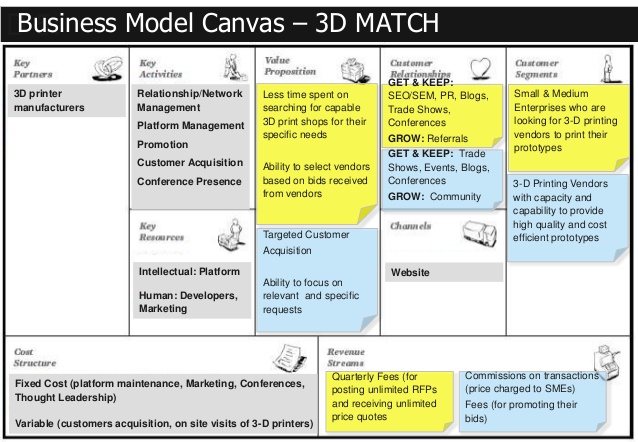 Business Model Canvas – 3D MATCH
Key
Partners
3D printer
manufacturers
Key
Activities
Relationship/Network
Management
Platform Management
Promotion
Customer Acquisition
Conference Presence
Key
Resources
Intellectual: Platform
Human: Developers,
Marketing
Value
Proposition
Less time spent on
searching for capable
3D print shops for their
specific needs
Ability to select vendors
based on bids received
from vendors
Targeted Customer
Acquisition
Ability to focus on
relevant and specific
requests
Customer
Relationships
GET & KEEP:
SEO/SEM, PR, Blogs,
Trade Shows,
Conferences
GROW: Referrals
GET & KEEP: Trade
Shows, Events, Blogs,
Conferences
GROW: Community
Channels
Website
Customer
Segments
Small & Medium
Enterprises who are
looking for 3-D printing
vendors to print their
prototypes
3-D Printing Vendors
with capacity and
capability to provide
high quality and cost
efficient prototypes
Cost
Structure
Fixed Cost (platform maintenance, Marketing, Conferences,
Thought Leadership)
Variable (customers acquisition, on site visits of 3-D printers)
Revenue
Streams
Quarterly Fees (for
posting unlimited RFPs
and receiving unlimited
price quotes
Commissions on transactions
(price charged to SMEs)
Fees (for promoting their
bids)